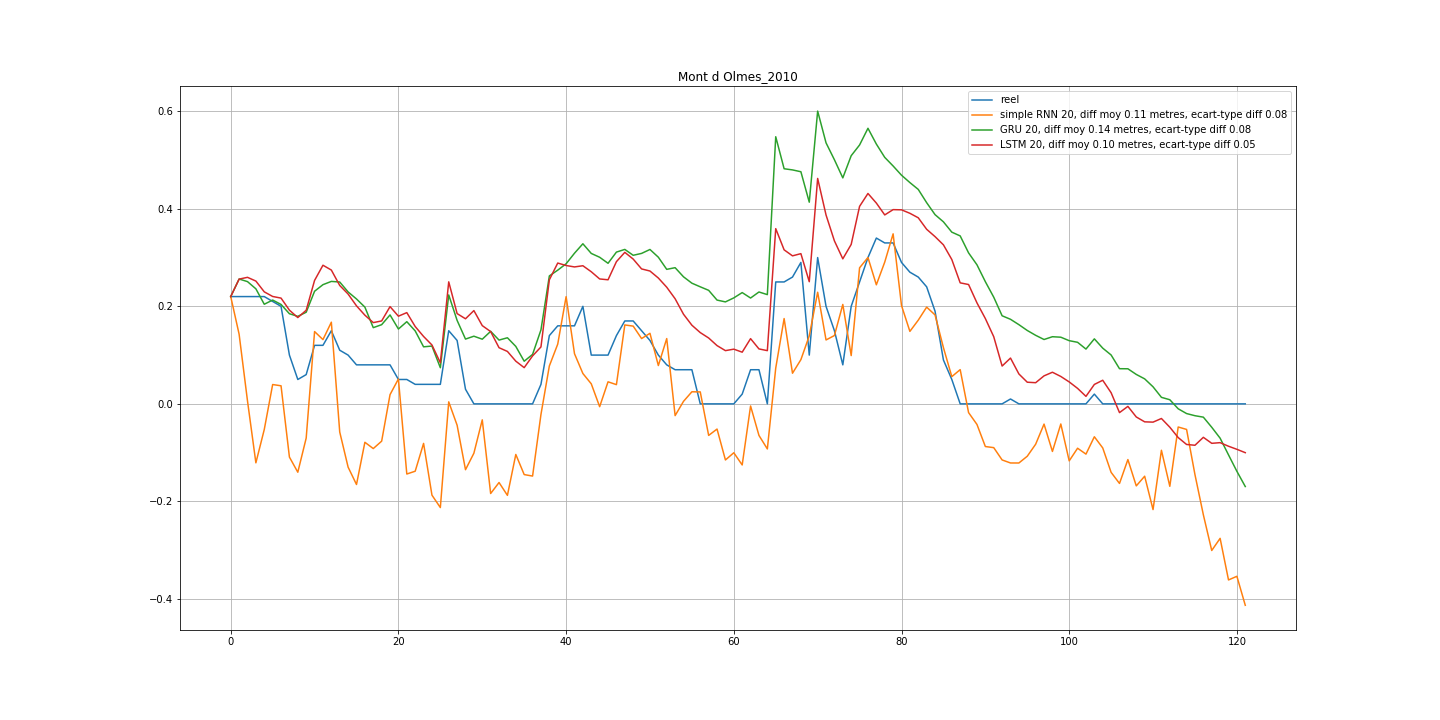 Mont d Olmes_2010
reel
simple RNN 20, diff moy 0.11 metres, ecart-type diff 0.08
GRU 20, diff moy 0.14 metres, ecart-type diff 0.08
LSTM 20, diff moy 0.10 metres, ecart-type diff 0.05
0.6
0.4
0.2
0.0
−0.2
−0.4
0 20 40 60 80 100 120